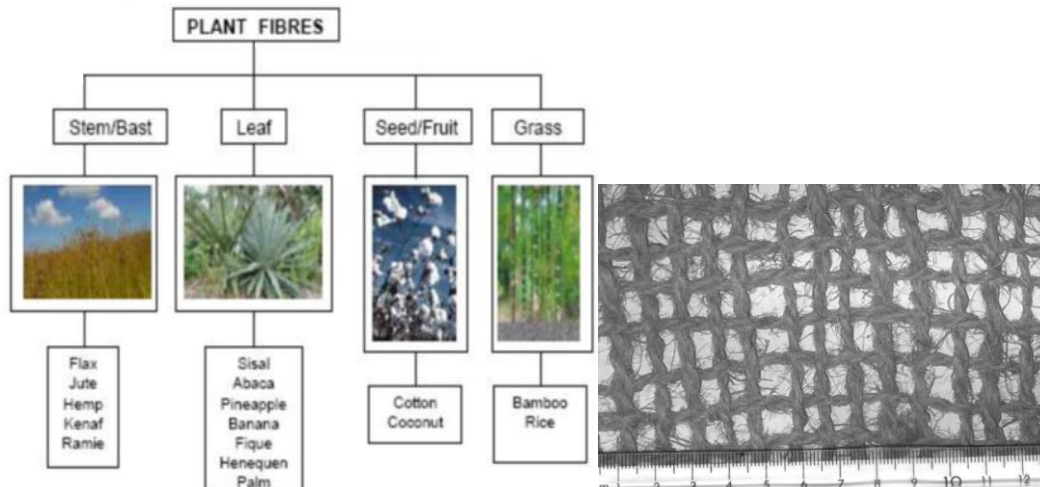 PLANT FIBRES
Stem/Bast
Leaf
Seed/Fruit
Grass
Flax
Jute
Hemp
Kenaf
Ramie
Sisal
Abaca
Pineapple
Banana
Fique
Henequen
Palm
Cotton
Coconut
Bamboo
Rice
m 1 2 3 4 5 6 7 8 9 10 11 12